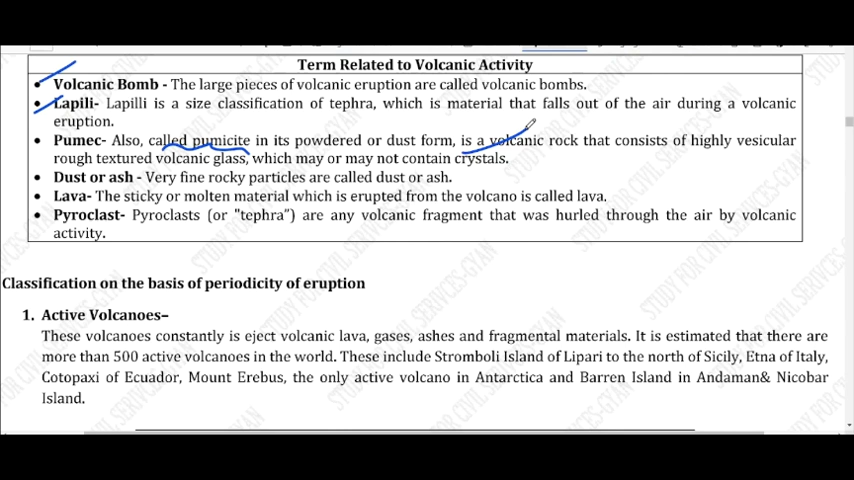 Term Related to Volcanic Activity
• Volcanic Bomb - The large pieces of volcanic eruption are called volcanic bombs.
• Lapili- Lapilli is a size classification of tephra, which is material that falls out of the air during a volcanic
eruption.
• Pumec- Also, called pumicite in its powdered or dust form, is a volcanic rock that consists of highly vesicular
rough textured volcanic glass, which may or may not contain crystals.
• Dust or ash - Very fine rocky particles are called dust or ash.
• Lava- The sticky or molten material which is erupted from the volcano is called lava.
• Pyroclast- Pyroclasts (or "tephra") are any volcanic fragment that was hurled through the air by volcanic
activity.
Classification on the basis of periodicity of eruption
1. Active Volcanoes–
These volcanoes constantly is eject volcanic lava, gases, ashes and fragmental materials. It is estimated that there are
more than 500 active volcanoes in the world. These include Stromboli Island of Lipari to the north of Sicily, Etna of Italy,
Cotopaxi of Ecuador, Mount Erebus, the only active volcano in Antarctica and Barren Island in Andaman& Nicobar
Island.
STUDY FOR CIVIL SERIVCES-GYAN